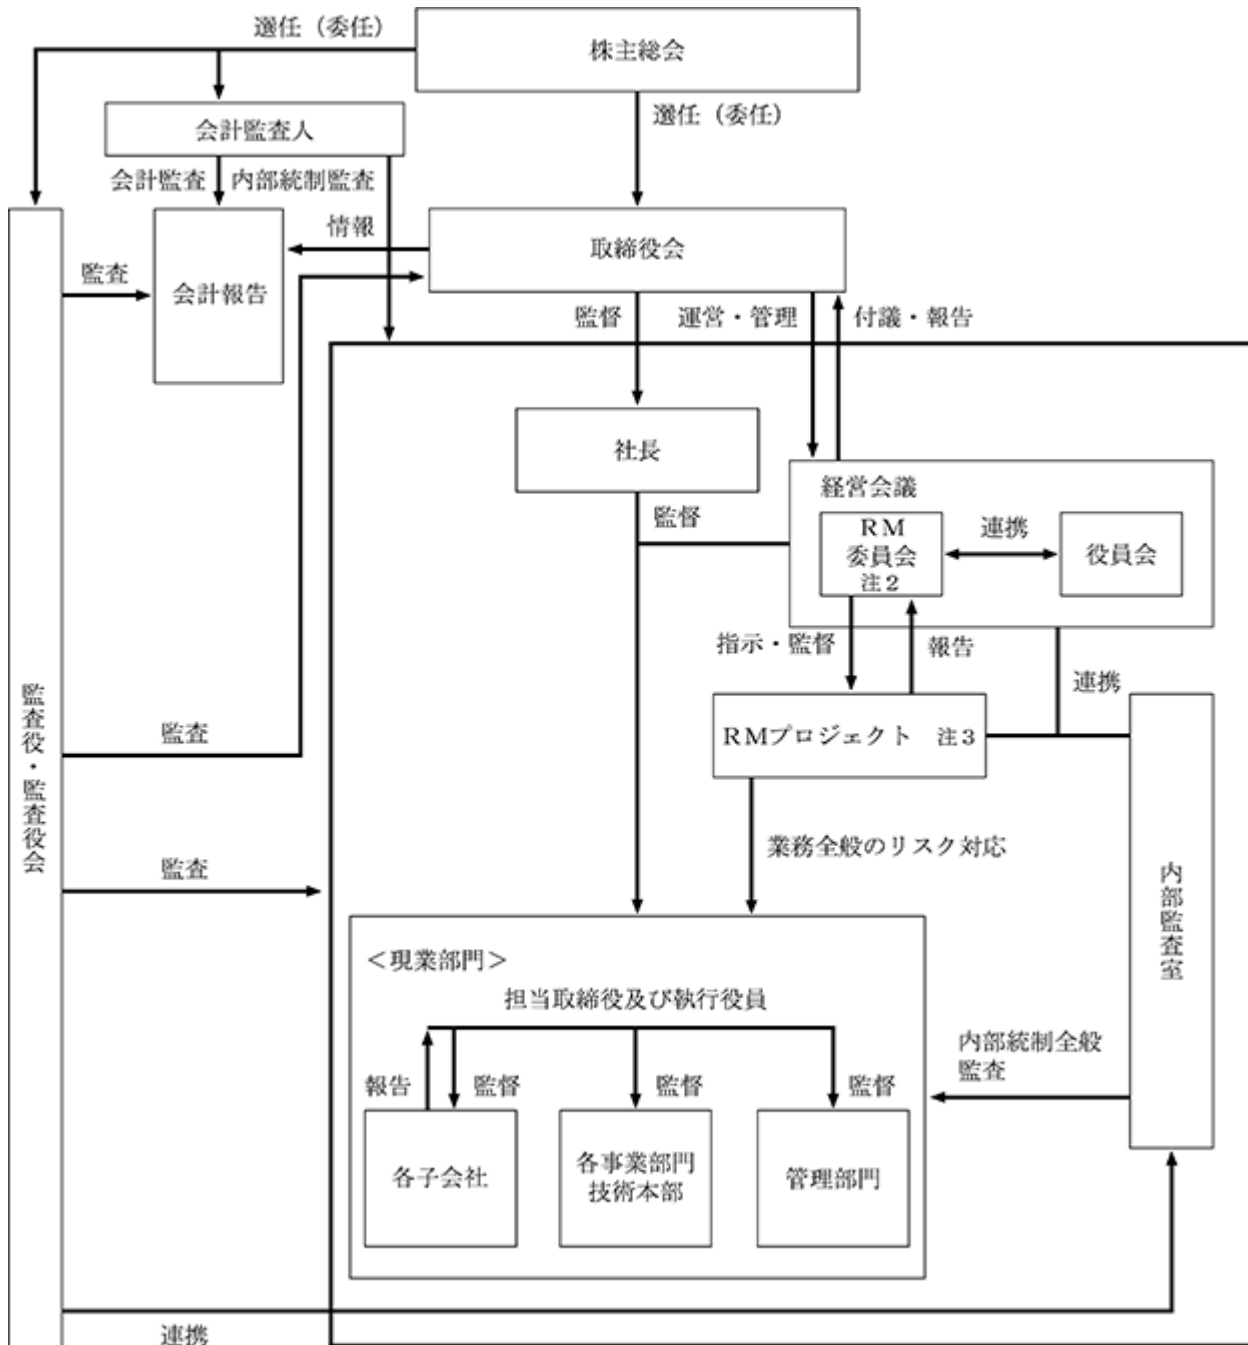 選任（委任）
株主総会
選任（委任）
会計監査人
会計監査
内部統制監査
情報
取締役会
監査
会計報告
監督
運営・管理
付議・報告
社長
監督
経営会議
ＲＭ
委員会
注２
連携
役員会
指示・監督
報告
連携
監査役・監査役会
監査
ＲＭプロジェクト　注３
業務全般のリスク対応
監査
内部監査室
＜現業部門＞
担当取締役及び執行役員
内部統制全般
監査
報告
監督
監督
監督
各子会社
各事業部門
技術本部
管理部門
連携